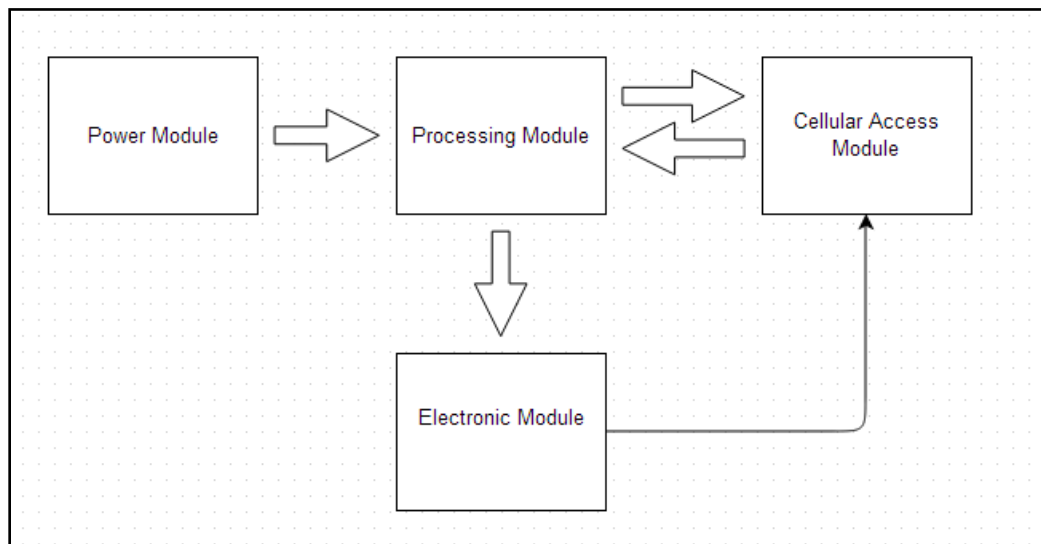 Power Module
Processing Module
Cellular Access
Module
Electronic Module